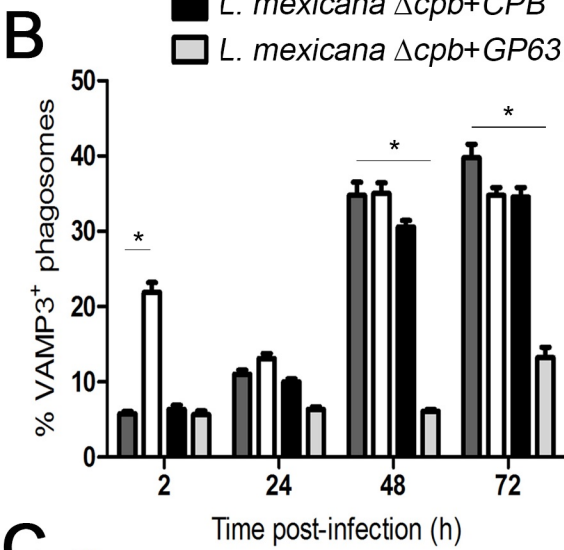 B
L. mexicana Δcpb+CPB
L. mexicana Δcpb+GP63
% VAMP3+ phagosomes
50
40
30
20
10
0
*
*
*
2 24 48 72
Time post-infection (h)
C